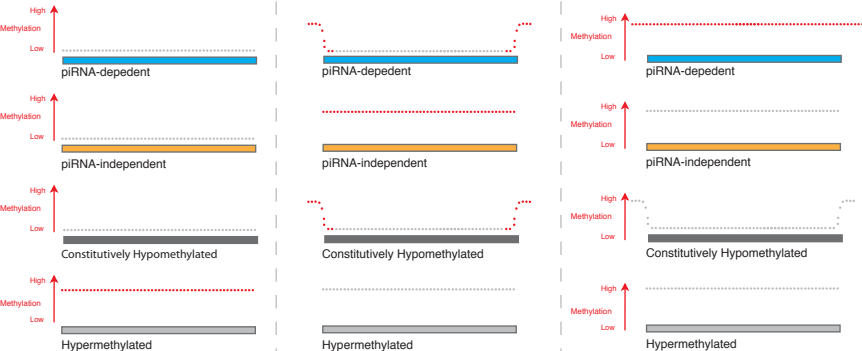 High
Methylation
Low
piRNA-depedent
piRNA-depedent
High
Methylation
Low
piRNA-depedent
High
Methylation
Low
piRNA-independent
piRNA-independent
High
Methylation
Low
piRNA-independent
High
Methylation
Low
Constitutively Hypomethylated
Constitutively Hypomethylated
High
Methylation
Low
Constitutively Hypomethylated
High
Methylation
Low
Hypermethylated
Hypermethylated
High
Methylation
Low
Hypermethylated